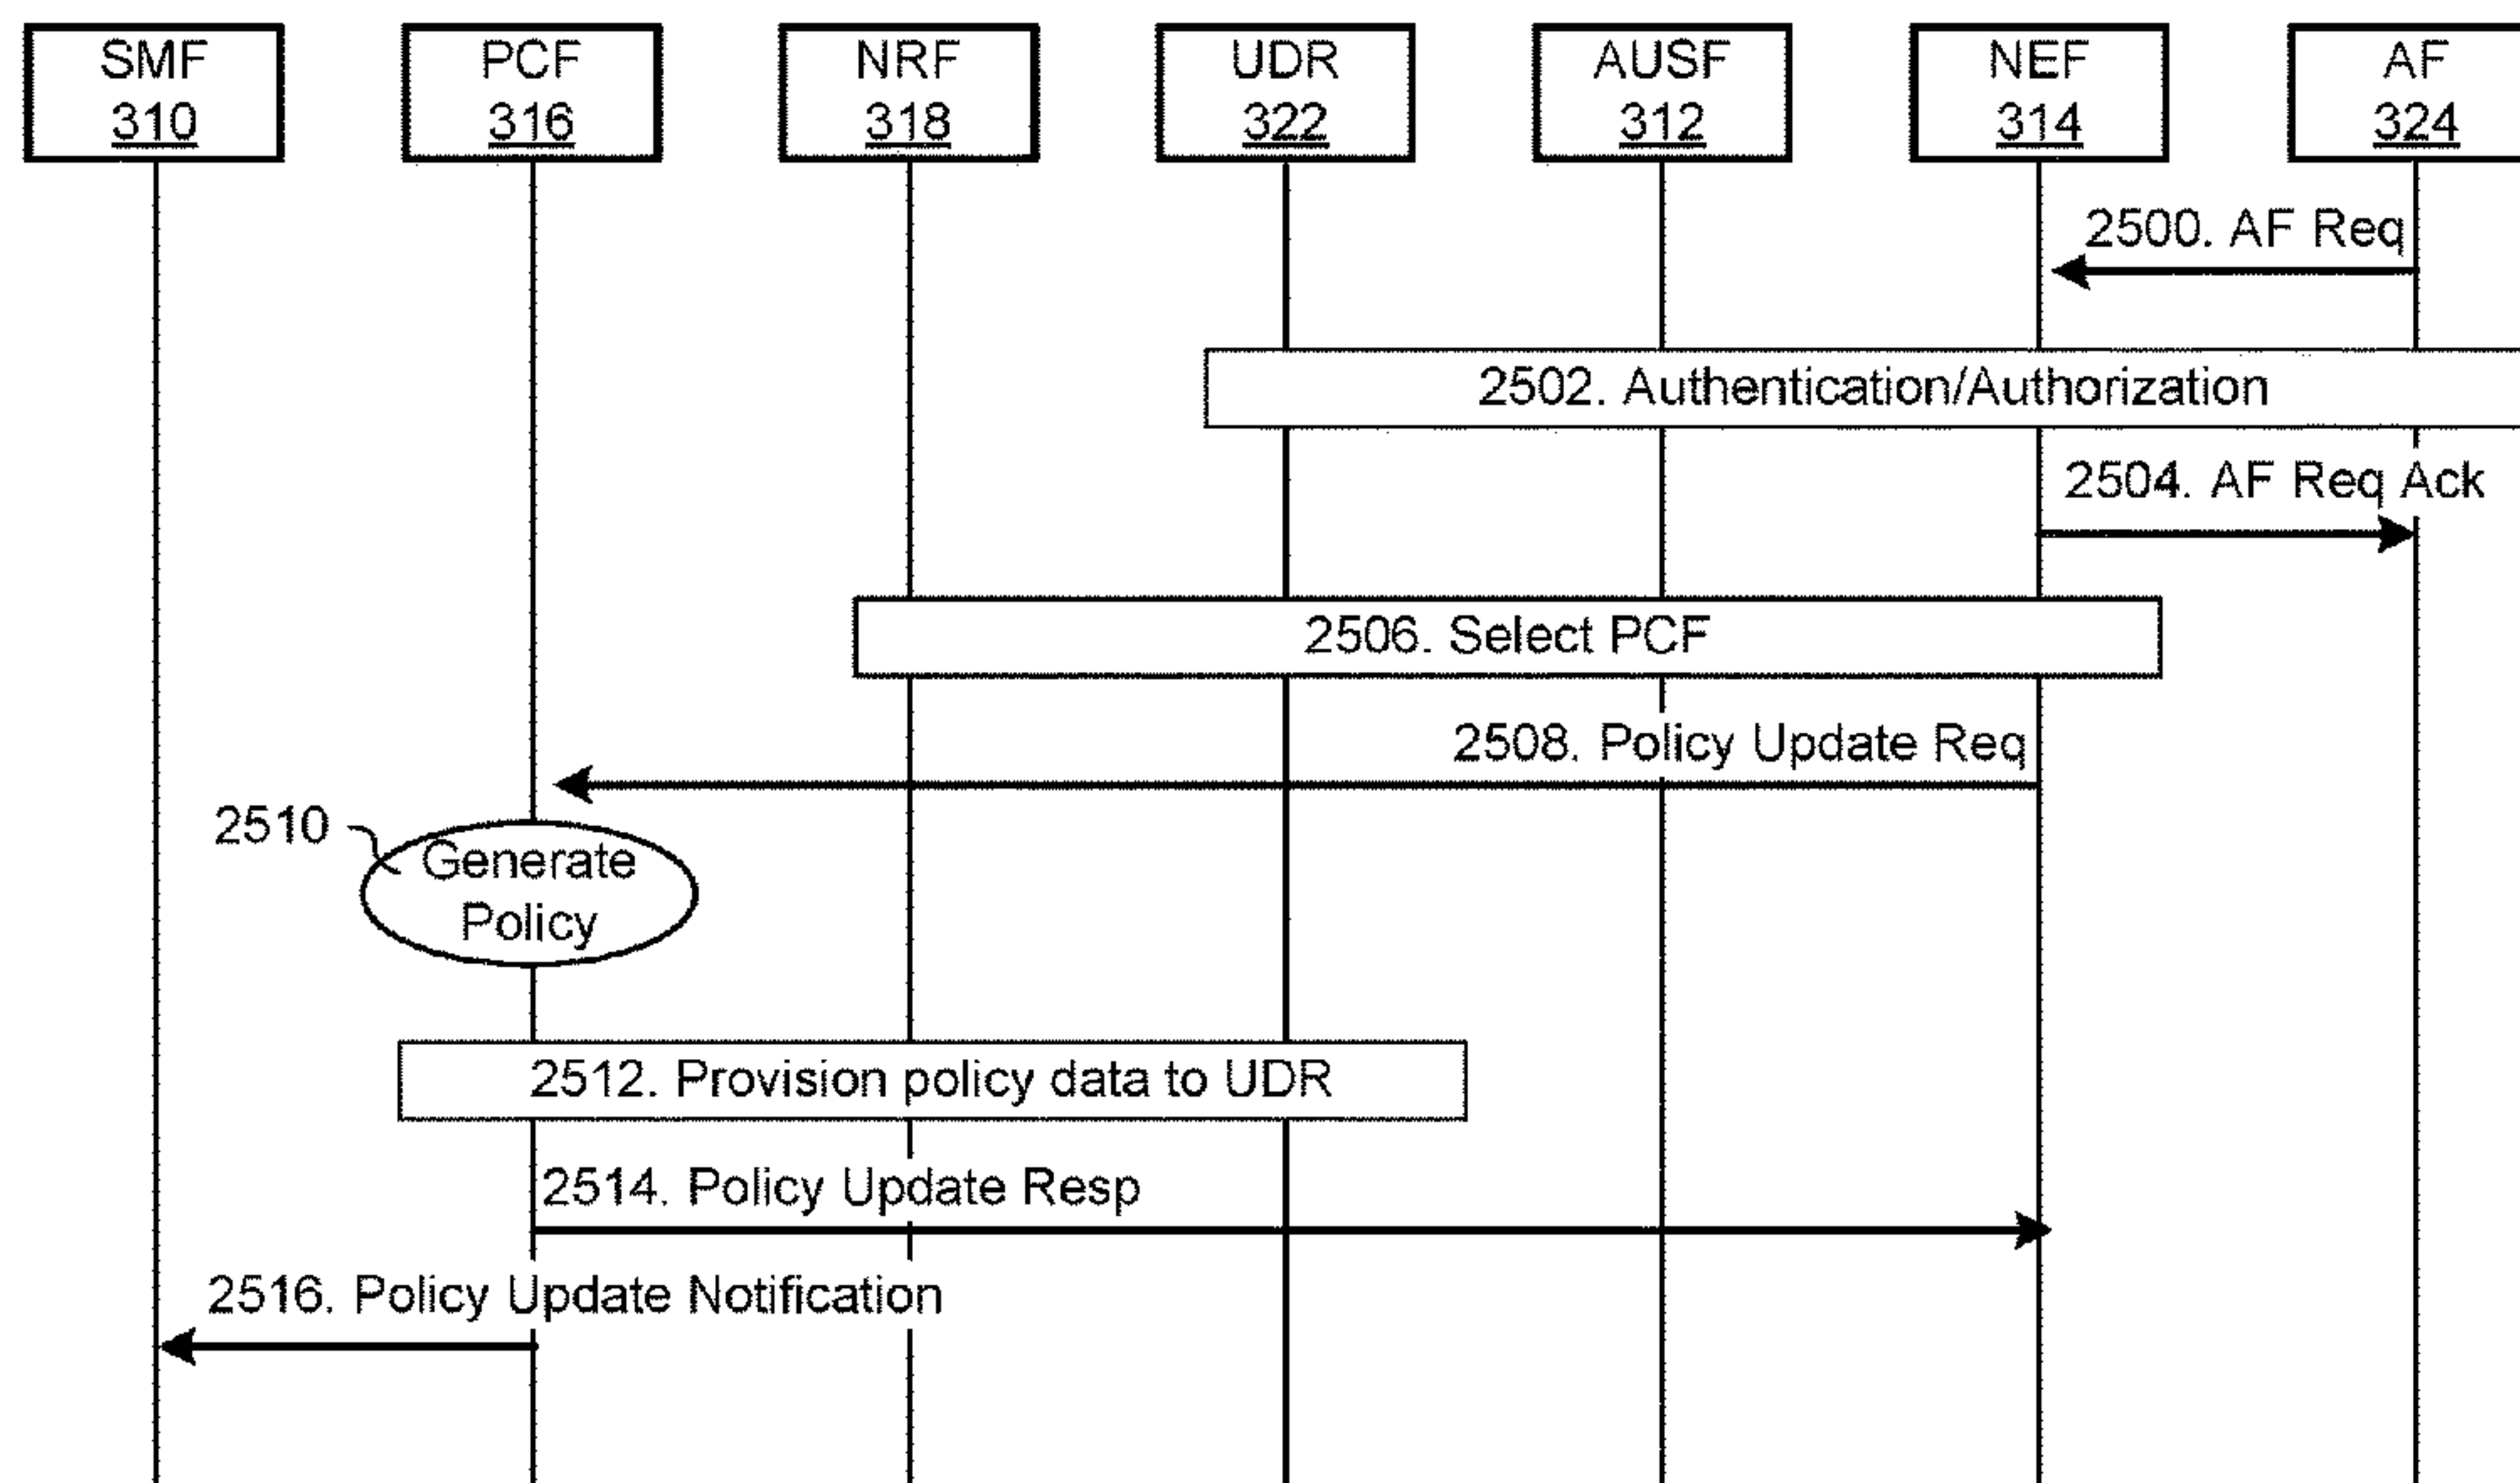 SMF
310
PCF
316
NRF
318
UDR
322
AUSF
312
NEF
314
AF
324
2500. AF Req
2502. Authentication/Authorization
2504. AF Req Ack
2506. Select PCF
2508. Policy Update Req
2510
Generate
Policy
2512. Provision policy data to UDR
2514. Policy Update Resp
2516. Policy Update Notification